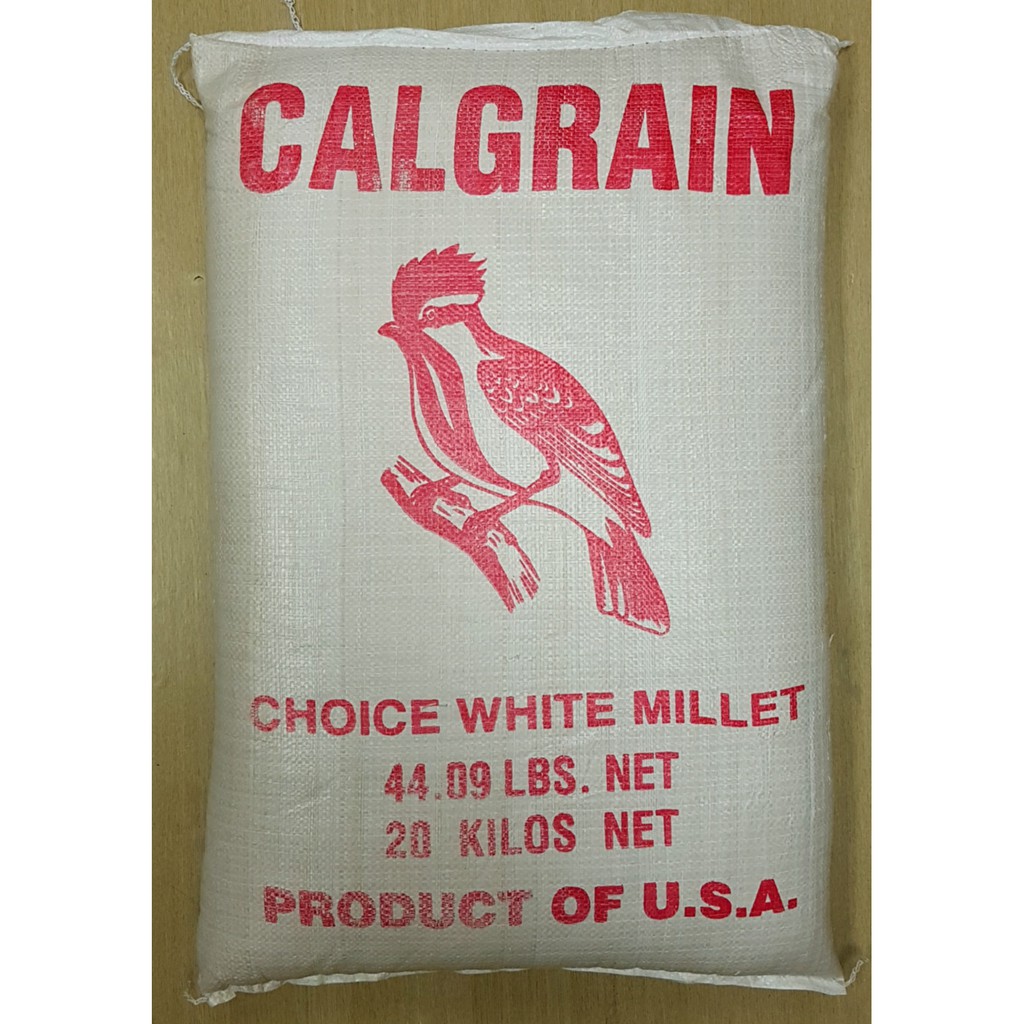 CALGRAIN
CHOICE WHITE MILLET
44.09 LBS. NET
20 KILOS NET
PRODUCT OF U.S.A.